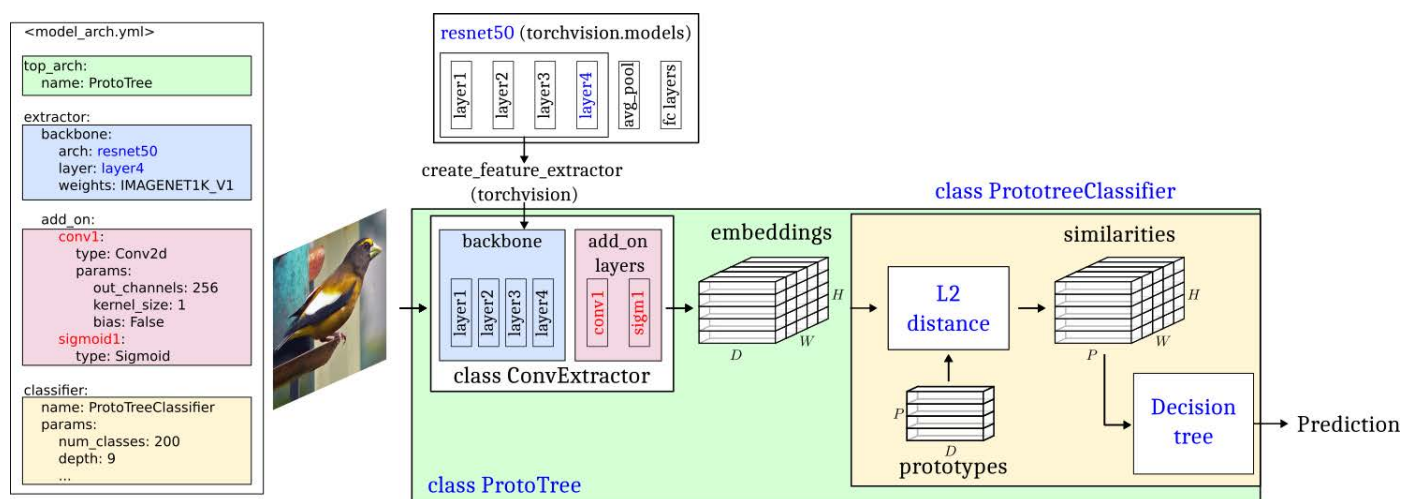 <model_arch.yml>
top_arch:
name: ProtoTree
extractor:
backbone:
arch: resnet50
layer: layer4
weights: IMAGENET1K_V1
add_on:
conv1:
type: Conv2d
params:
out_channels: 256
kernel_size: 1
bias: False
sigmoid1:
type: Sigmoid
classifier:
name: ProtoTreeClassifier
params:
num_classes: 200
depth: 9
...
resnet50 (torchvision.models)
layer1
layer2
layer3
layer4
avg_pool
fc layers
create_feature_extractor
(torchvision)
backbone
layer1
layer2
layer3
layer4
add_on
layers
conv1
sigm1
class ConvExtractor
class ProtoTree
embeddings
H
W
D
class PrototreeClassifier
L2
distance
P
D
prototypes
similarities
H
W
P
Decision
tree
Prediction